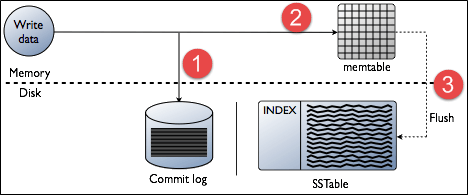 Write
data
2
1
memtable
Memory
3
Disk
INDEX
Flush
Commit log
SSTable